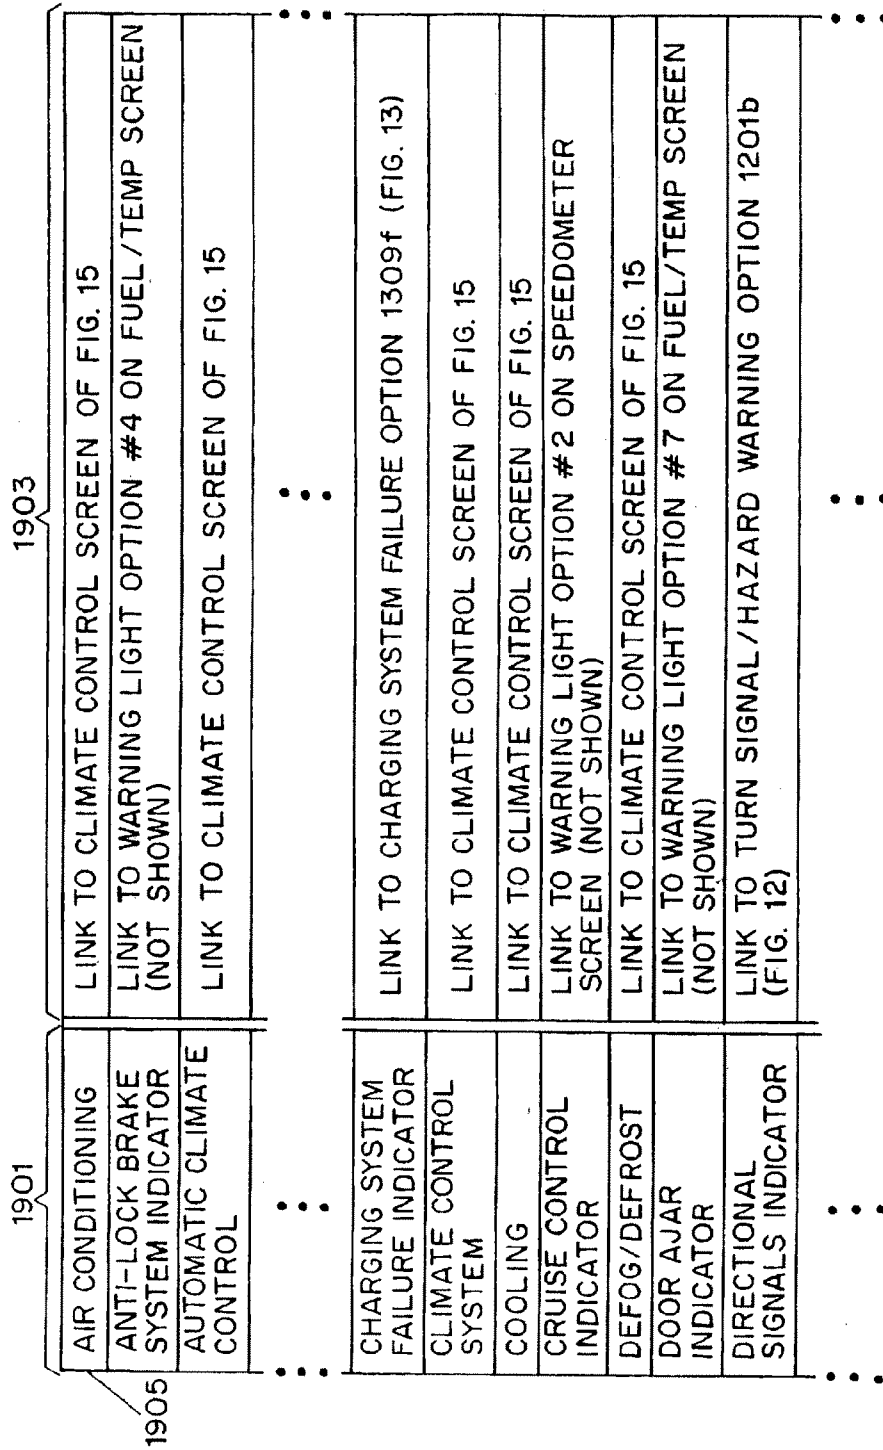 1901
1903
1905
AIR CONDITIONING
LINK TO CLIMATE CONTROL SCREEN OF FIG. 15
ANTI-LOCK BRAKE
SYSTEM INDICATOR
LINK TO WARNING LIGHT OPTION #4 ON FUEL/TEMP SCREEN
(NOT SHOWN)
AUTOMATIC CLIMATE
CONTROL
LINK TO CLIMATE CONTROL SCREEN OF FIG. 15
CHARGING SYSTEM
FAILURE INDICATOR
LINK TO CHARGING SYSTEM FAILURE OPTION 1309f (FIG. 13)
CLIMATE CONTROL
SYSTEM
LINK TO CLIMATE CONTROL SCREEN OF FIG. 15
COOLING
LINK TO CLIMATE CONTROL SCREEN OF FIG. 15
CRUISE CONTROL
INDICATOR
LINK TO WARNING LIGHT OPTION #2 ON SPEEDOMETER
SCREEN (NOT SHOWN)
DEFOG/DEFROST
LINK TO CLIMATE CONTROL SCREEN OF FIG. 15
DOOR AJAR
INDICATOR
LINK TO WARNING LIGHT OPTION #7 ON FUEL/TEMP SCREEN
(NOT SHOWN)
DIRECTIONAL
SIGNALS INDICATOR
LINK TO TURN SIGNAL/HAZARD WARNING OPTION 1201b
(FIG. 12)